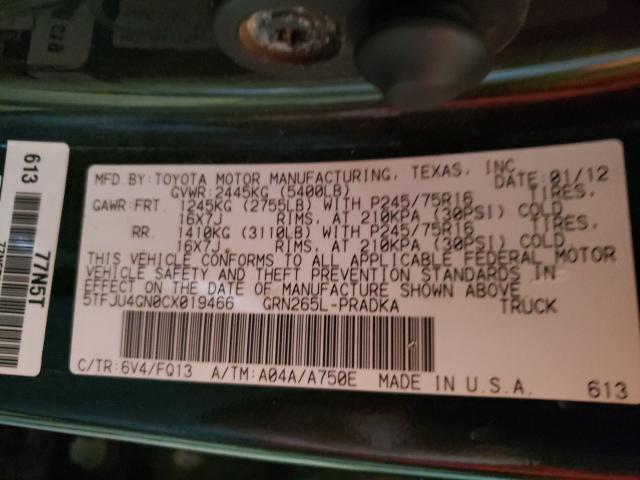 MFD BY: TOYOTA MOTOR MANUFACTURING, TEXAS, INC.
DATE: 01/12
GVWR: 2445KG (5400LB)
GAWR: FRT 1245KG (2755LB) WITH P245/75R16 TIRES,
16X7J RIMS, AT 210KPA (30PSI) COLD
RR. 1410KG (3110LB) WITH P245/75R16 TIRES,
16X7J RIMS, AT 210KPA (30PSI) COLD
THIS VEHICLE CONFORMS TO ALL APPLICABLE FEDERAL MOTOR
VEHICLE SAFETY AND THEFT PREVENTION STANDARDS IN
EFFECT ON THE DATE OF MANUFACTURE SHOWN ABOVE.
5TFJU4GN0CX019466 GRN265L-PRADKA TRUCK
C/TR: 6V4/FQ13 A/TM: A04A/A750E MADE IN U.S.A.
613
613
77N5T